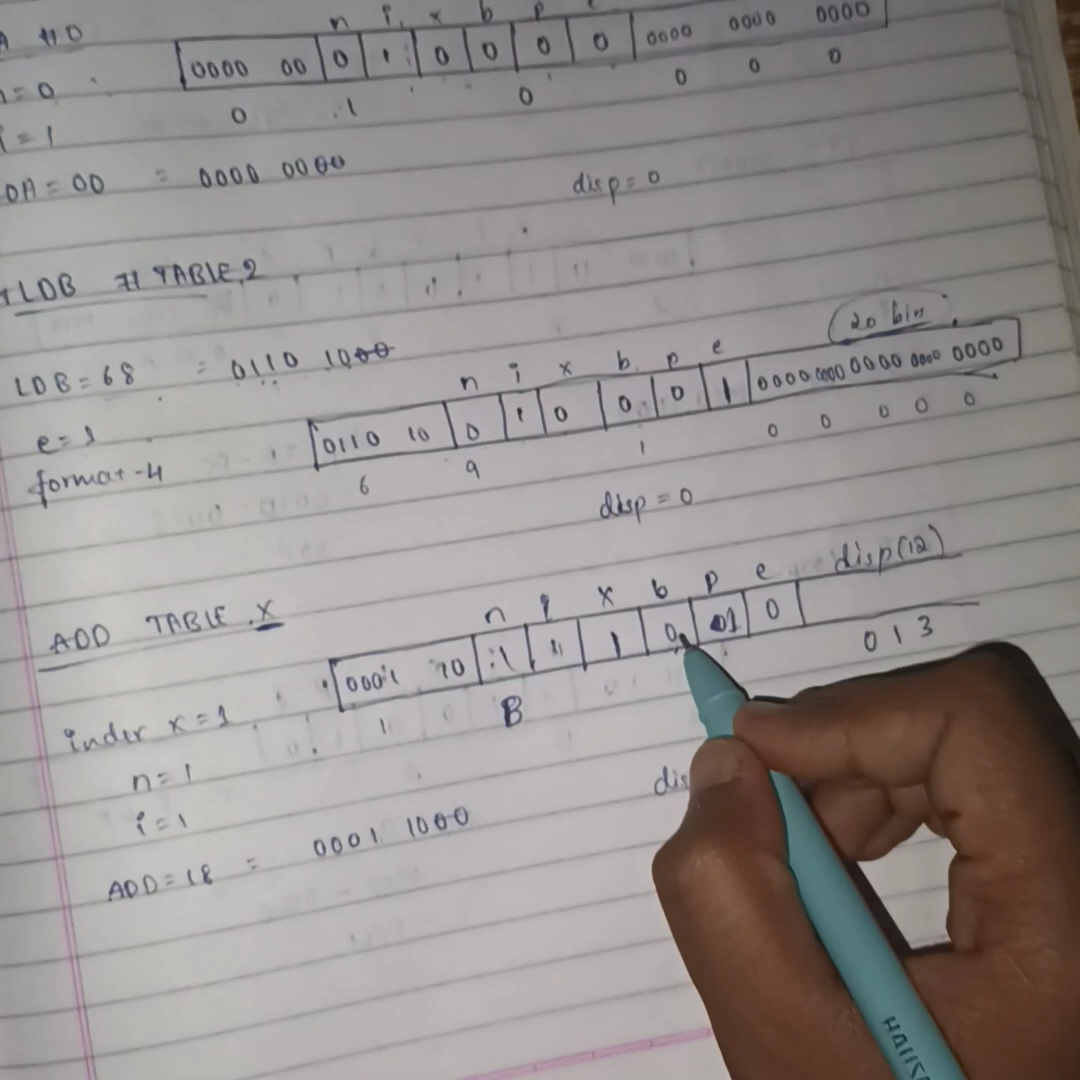 n i x b p e
A #0 0000 00 0 1 0 0 0 0 0000 0000 0000
n=0
0 1 0 0 0 0
i=1
LDA=00 = 0000 0000
disp=0
+LDB #TABLE2
20 bin
LDB=68 = 0110 1000
n i x b p e
0110 10 0 1 0 0 0 1 0000 0000 0000 0000 0000
e=1
6 9 1 0 0 0 0 0
format-4
disp=0
ADD TABLE,X
n i x b p e disp(12)
0001 10 1 1 1 0 01 0
1 B 0 1 3
index x=1
n=1
i=1
ADD=18 = 0001 1000
HAUSER